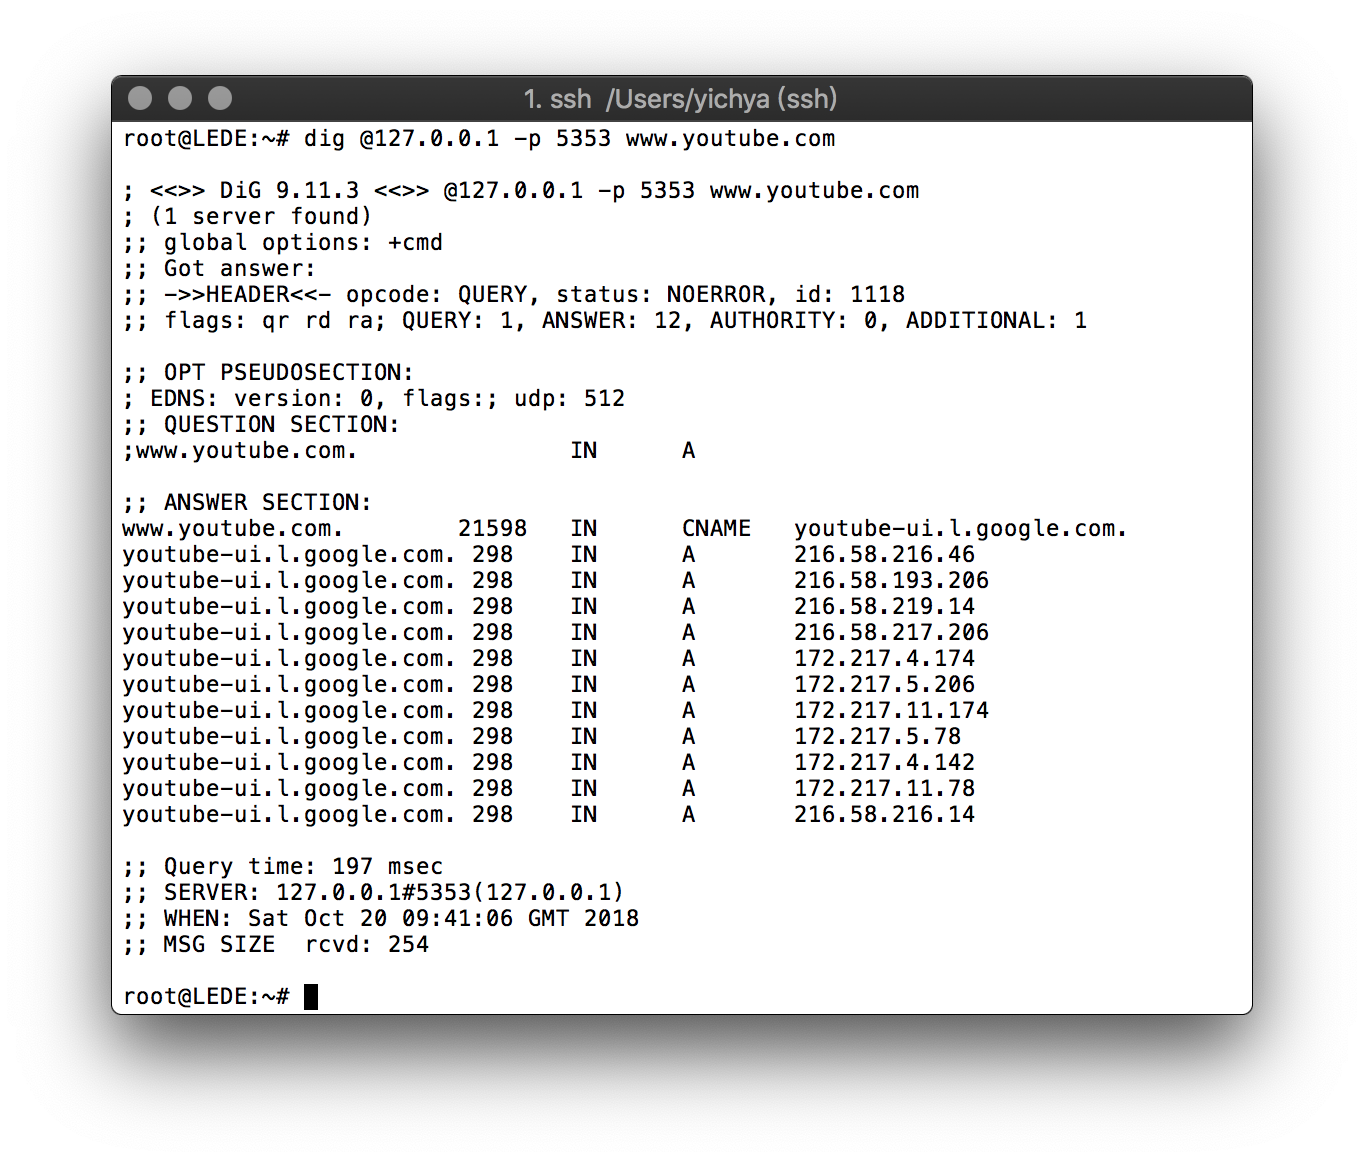 1. ssh  /Users/yichya (ssh)
root@LEDE:~# dig @127.0.0.1 -p 5353 www.youtube.com
; <<>> DiG 9.11.3 <<>> @127.0.0.1 -p 5353 www.youtube.com
; (1 server found)
;; global options: +cmd
;; Got answer:
;; ->>HEADER<<- opcode: QUERY, status: NOERROR, id: 1118
;; flags: qr rd ra; QUERY: 1, ANSWER: 12, AUTHORITY: 0, ADDITIONAL: 1
;; OPT PSEUDOSECTION:
; EDNS: version: 0, flags:; udp: 512
;; QUESTION SECTION:
;www.youtube.com.		IN	A
;; ANSWER SECTION:
www.youtube.com.	21598	IN	CNAME	youtube-ui.l.google.com.
youtube-ui.l.google.com. 298	IN	A	216.58.216.46
youtube-ui.l.google.com. 298	IN	A	216.58.193.206
youtube-ui.l.google.com. 298	IN	A	216.58.219.14
youtube-ui.l.google.com. 298	IN	A	216.58.217.206
youtube-ui.l.google.com. 298	IN	A	172.217.4.174
youtube-ui.l.google.com. 298	IN	A	172.217.5.206
youtube-ui.l.google.com. 298	IN	A	172.217.11.174
youtube-ui.l.google.com. 298	IN	A	172.217.5.78
youtube-ui.l.google.com. 298	IN	A	172.217.4.142
youtube-ui.l.google.com. 298	IN	A	172.217.11.78
youtube-ui.l.google.com. 298	IN	A	216.58.216.14
;; Query time: 197 msec
;; SERVER: 127.0.0.1#5353(127.0.0.1)
;; WHEN: Sat Oct 20 09:41:06 GMT 2018
;; MSG SIZE  rcvd: 254
root@LEDE:~#